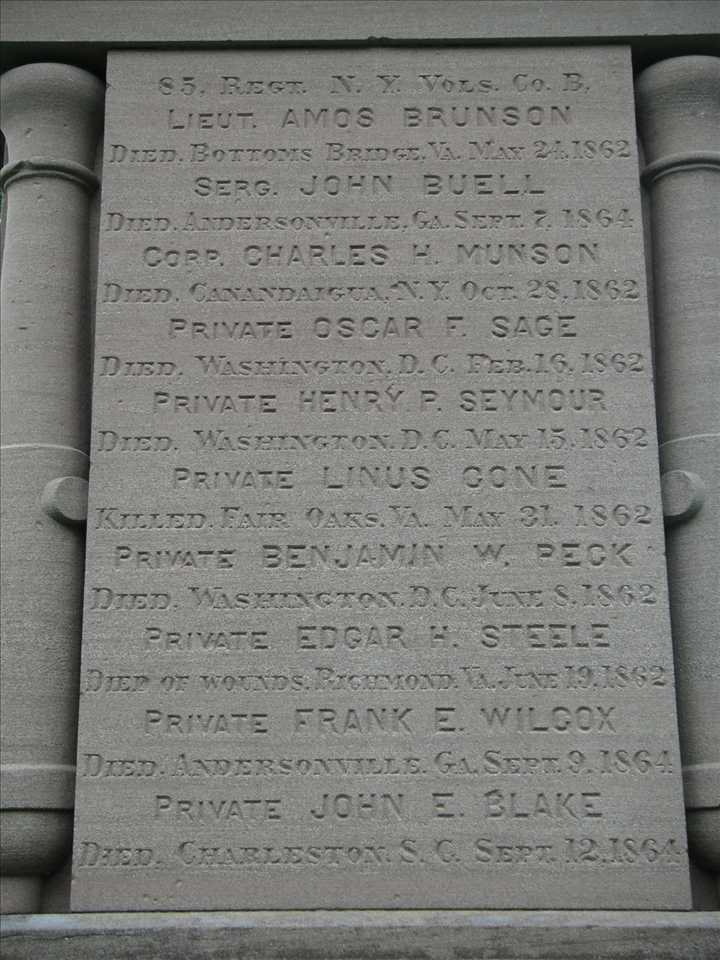 85. REGT. N. Y. VOLS. CO. B.
LIEUT. AMOS BRUNSON
DIED. BOTTOMS BRIDGE. VA. MAY 24. 1862
SERG. JOHN BUELL
DIED. ANDERSONVILLE. GA. SEPT. 7. 1864
CORP. CHARLES H. MUNSON
DIED. CANANDAIGUA. N. Y. OCT. 28. 1862
PRIVATE OSCAR F. SAGE
DIED. WASHINGTON. D. C. FEB. 16. 1862
PRIVATE HENRY P. SEYMOUR
DIED. WASHINGTON. D. C. MAY 15. 1862
PRIVATE LINUS CONE
KILLED. FAIR OAKS. VA. MAY 31. 1862
PRIVATE BENJAMIN W. PECK
DIED. WASHINGTON. D. C. JUNE 8. 1862
PRIVATE EDGAR H. STEELE
DIED OF WOUNDS. RICHMOND. VA. JUNE 19. 1862
PRIVATE FRANK E. WILCOX
DIED. ANDERSONVILLE. GA. SEPT. 9. 1864
PRIVATE JOHN E. BLAKE
DIED. CHARLESTON. S. C. SEPT. 12. 1864